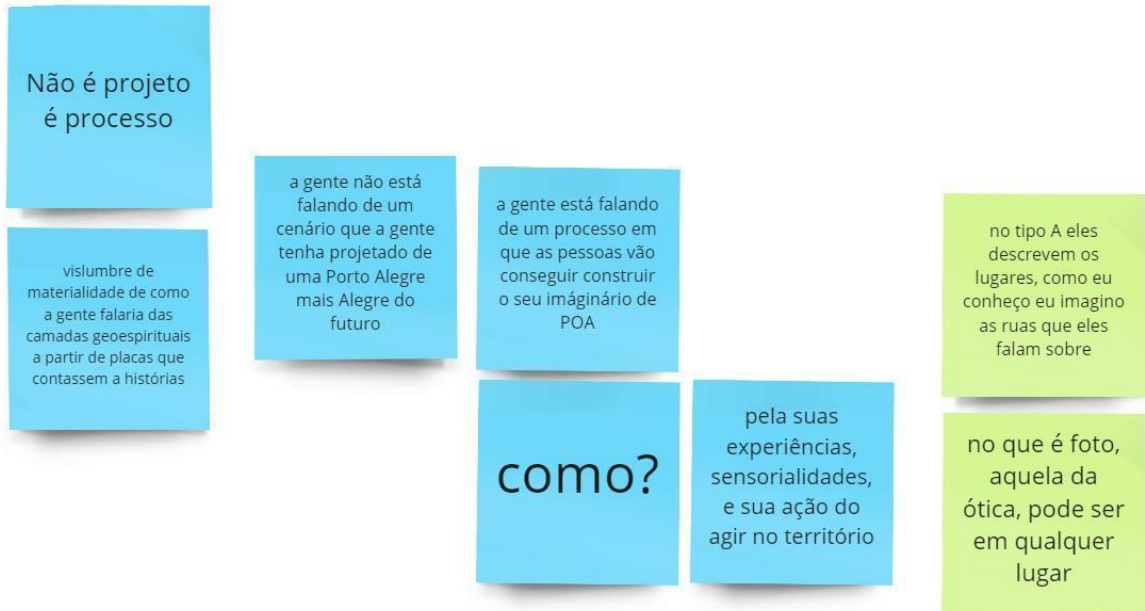 Não é projeto
é processo
vislumbre de
materialidade de como
a gente falaria das
camadas geoespirituais
a partir de placas que
contassem a histórias
a gente não está
falando de um
cenário que a gente
tenha projetado de
uma Porto Alegre
mais Alegre do
futuro
a gente está falando
de um processo em
que as pessoas vão
conseguir construir
o seu imáginário de
POA
como?
pela suas
experiências,
sensorialidades,
e sua ação do
agir no território
no tipo A eles
descrevem os
lugares, como eu
conheço eu imagino
as ruas que eles
falam sobre
no que é foto,
aquela da
ótica, pode ser
em qualquer
lugar